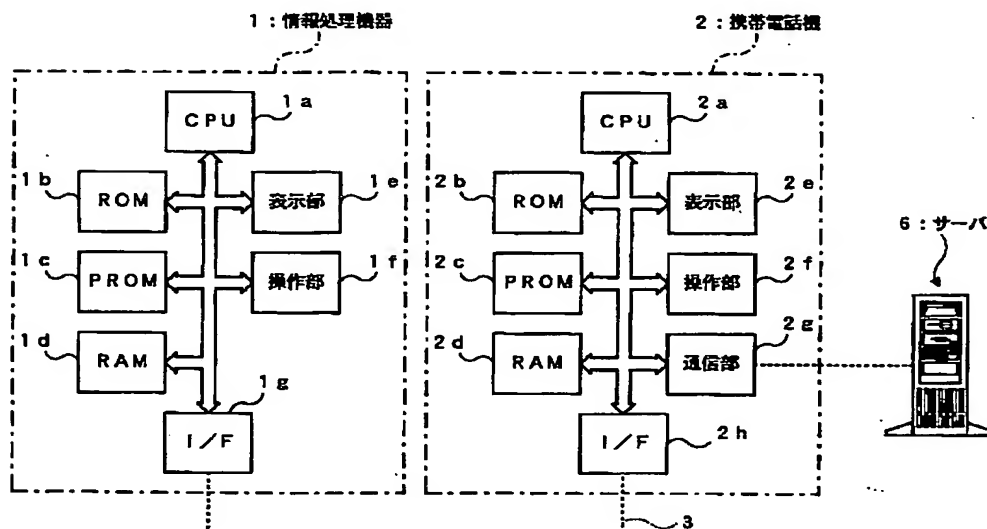 1：情報処理機器
CPU
1a
1b
ROM
表示部
1e
1c
PROM
操作部
1f
1d
RAM
1g
I／F
2：携帯電話機
CPU
2a
2b
ROM
表示部
2e
2c
PROM
操作部
2f
2d
RAM
通信部
2g
I／F
2h
3
6：サーバ